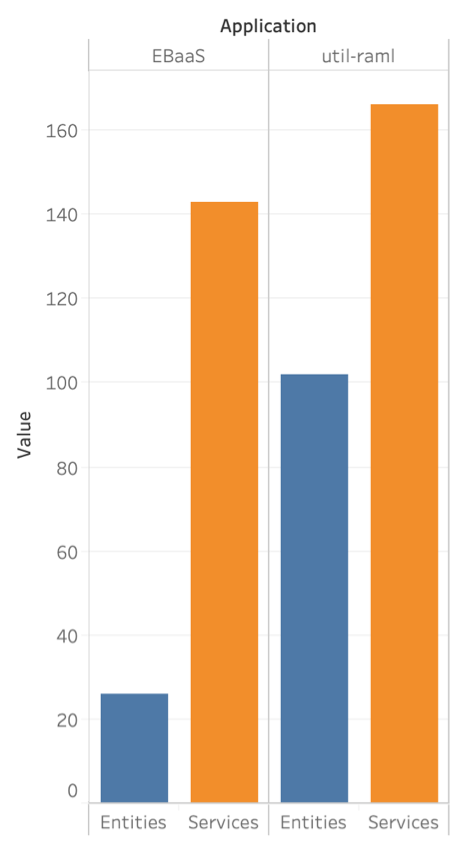 Application
EBaaS util-raml
160
140
120
100
80
60
40
20
0
Value
Entities Services Entities Services